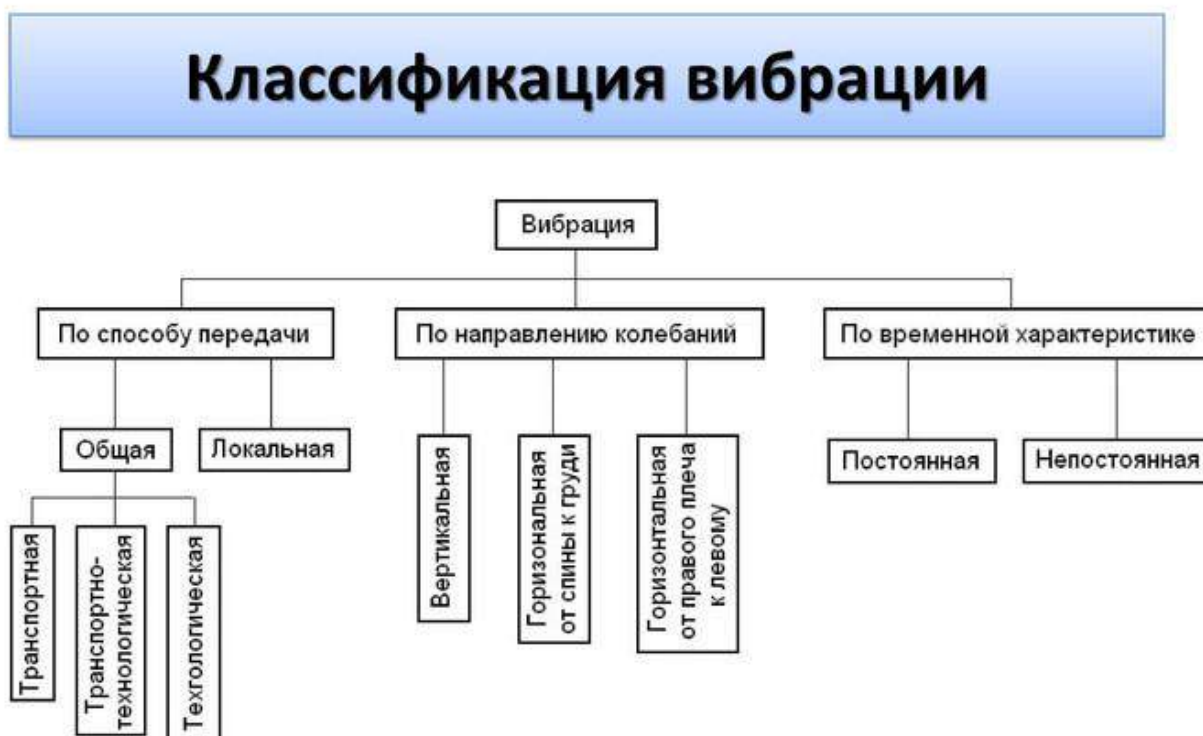 Классификация вибрации
Вибрация
По способу передачи
По направлению колебаний
По временной характеристике
Общая
Локальная
Вертикальная
Горизональная
от спины к груди
Горизонтальная
от правого плеча
к левому
Постоянная
Непостоянная
Транспортная
Транспортно-
технологическая
Техгологическая